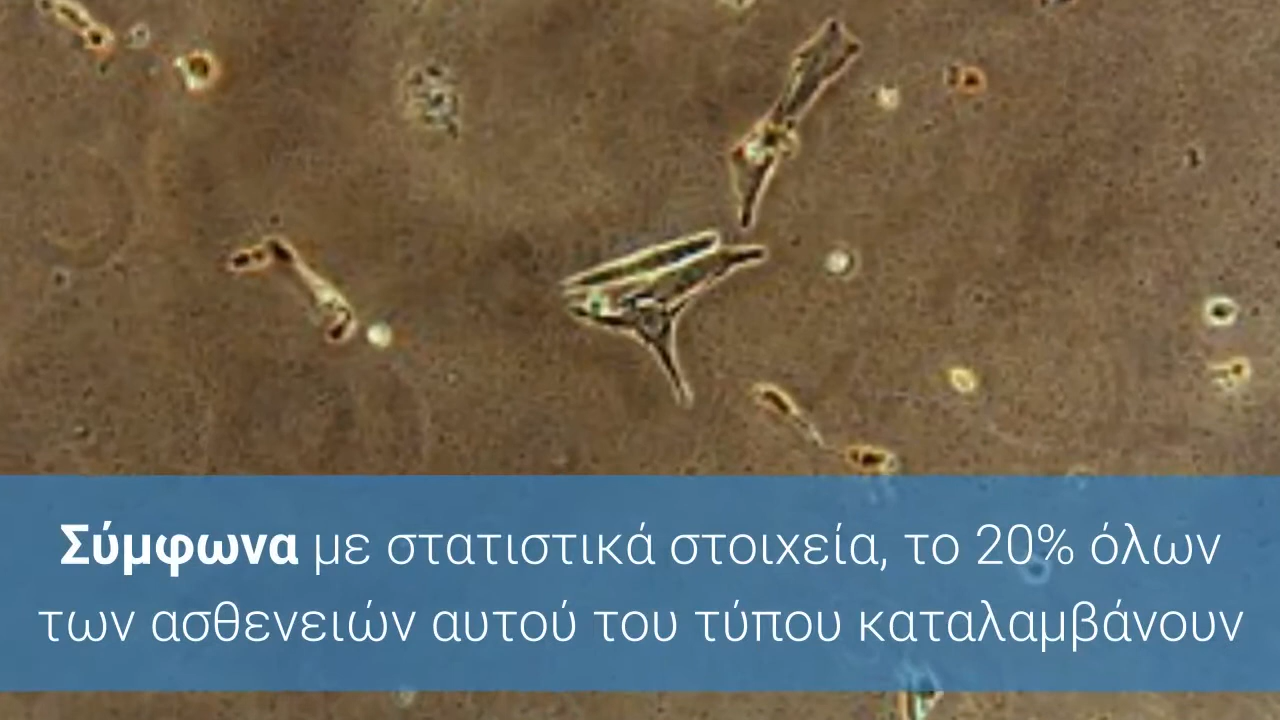 Σύμφωνα με στατιστικά στοιχεία, το 20% όλων
των ασθενειών αυτού του τύπου καταλαμβάνουν